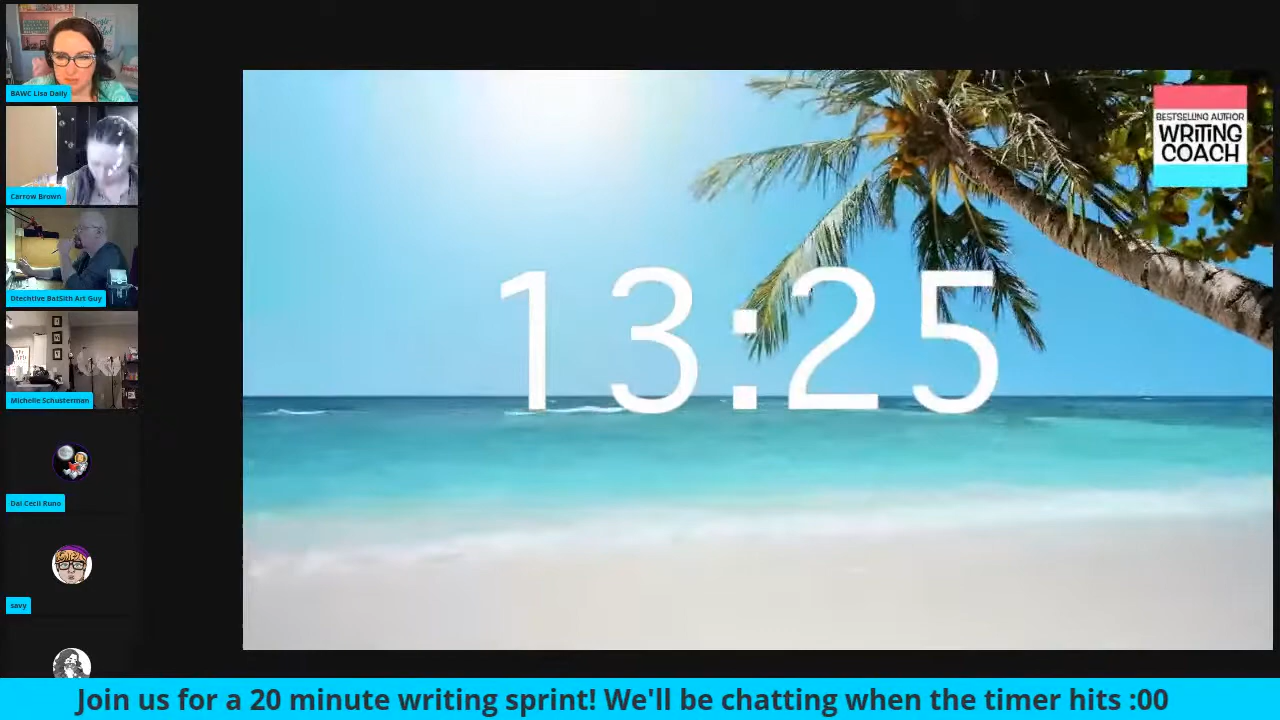 BAWC Lisa Daily
Carrow Brown
Dtechtive BatSith Art Guy
Michelle Schusterman
Dai Cecil Runo
savy
13:25
BESTSELLING AUTHOR
WRITING
COACH
Join us for a 20 minute writing sprint! We'll be chatting when the timer hits :00